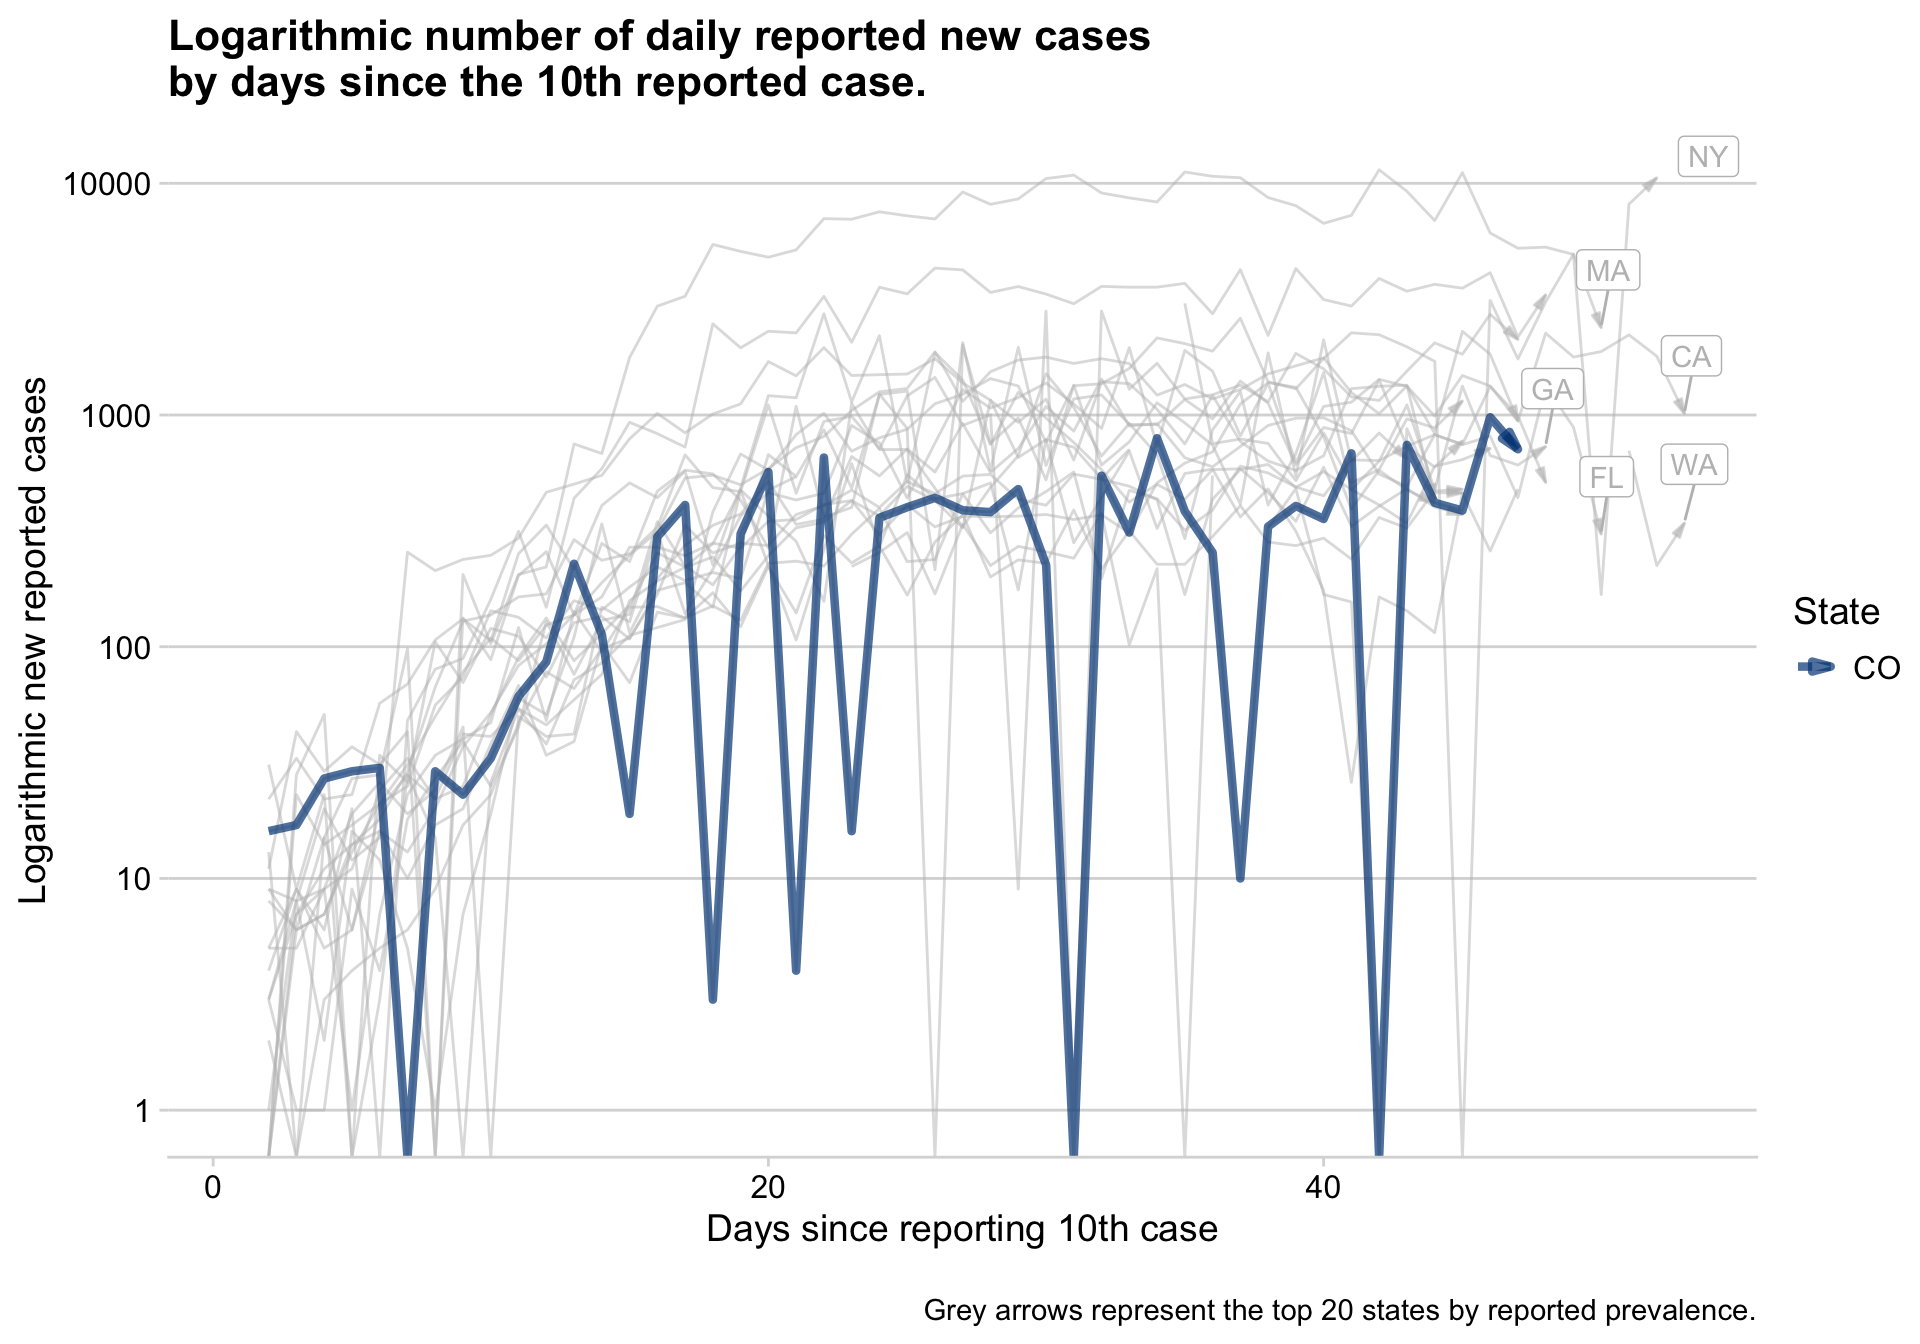 Logarithmic number of daily reported new cases
by days since the 10th reported case.
NY
10000
MA
CA
GA
1000
WA
FL
Logarithmic new reported cases
State
100
CO
10
1
0
20
40
Days since reporting 10th case
Grey arrows represent the top 20 states by reported prevalence.